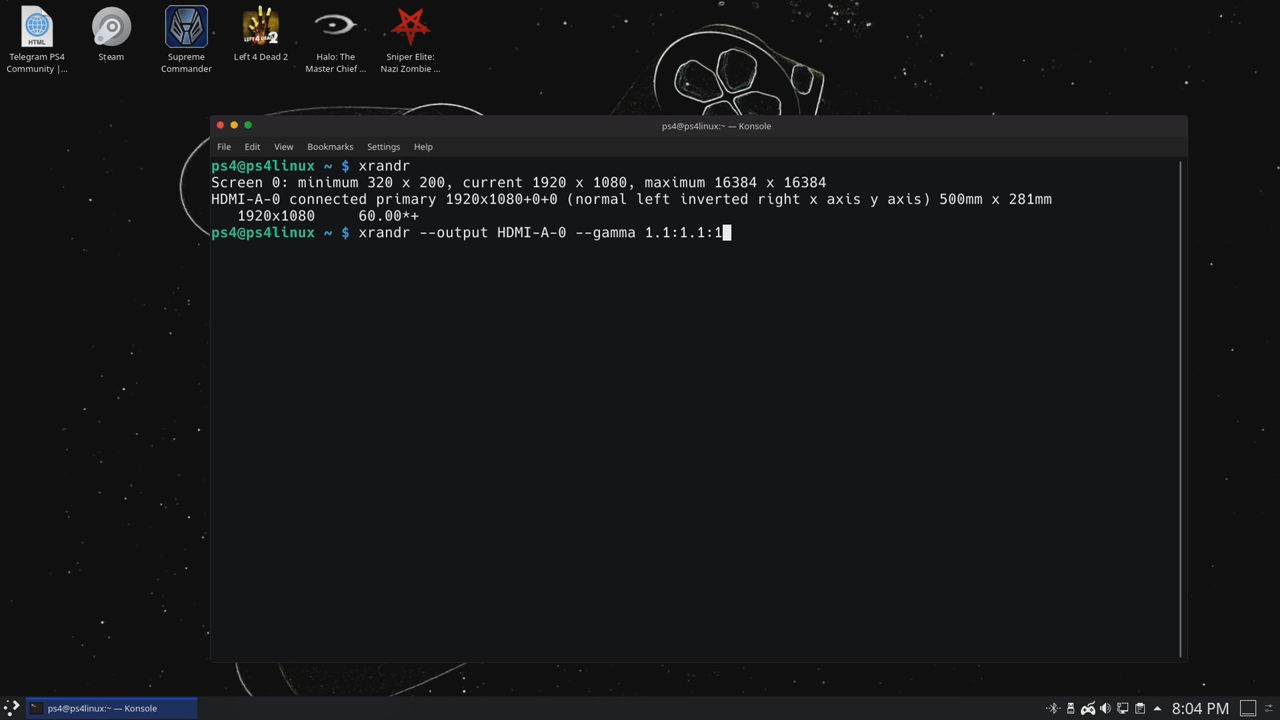 HTML
Telegram PS4
Community |...
Steam
Supreme
Commander
2
Left 4 Dead 2
Halo: The
Master Chief ...
Sniper Elite:
Nazi Zombie ...
ps4@ps4linux:~ — Konsole
File Edit View Bookmarks Settings Help
ps4@ps4linux ~ $ xrandr
Screen 0: minimum 320 x 200, current 1920 x 1080, maximum 16384 x 16384
HDMI-A-0 connected primary 1920x1080+0+0 (normal left inverted right x axis y axis) 500mm x 281mm
1920x1080 60.00*+
ps4@ps4linux ~ $ xrandr --output HDMI-A-0 --gamma 1.1:1.1:1
ps4@ps4linux:~ — Konsole
8:04 PM